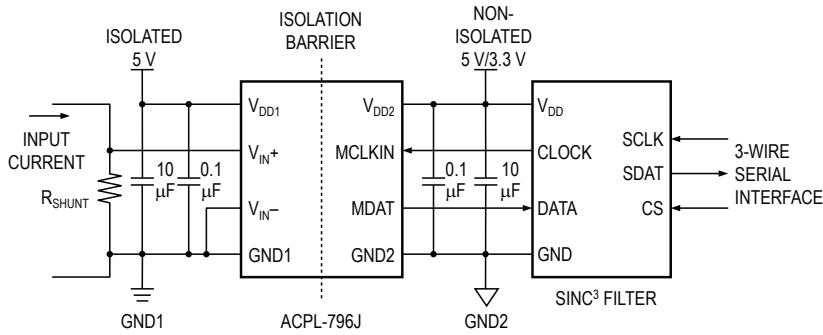 ISOLATED
5 V
ISOLATION
BARRIER
NON-
ISOLATED
5 V/3.3 V
INPUT
CURRENT
RSHUNT
10
μF
0.1
μF
VDD1
VIN+
VIN−
GND1
VDD2
MCLKIN
MDAT
GND2
0.1
μF
10
μF
VDD
CLOCK
DATA
GND
SCLK
SDAT
CS
3-WIRE
SERIAL
INTERFACE
GND1
ACPL-796J
GND2
SINC³ FILTER